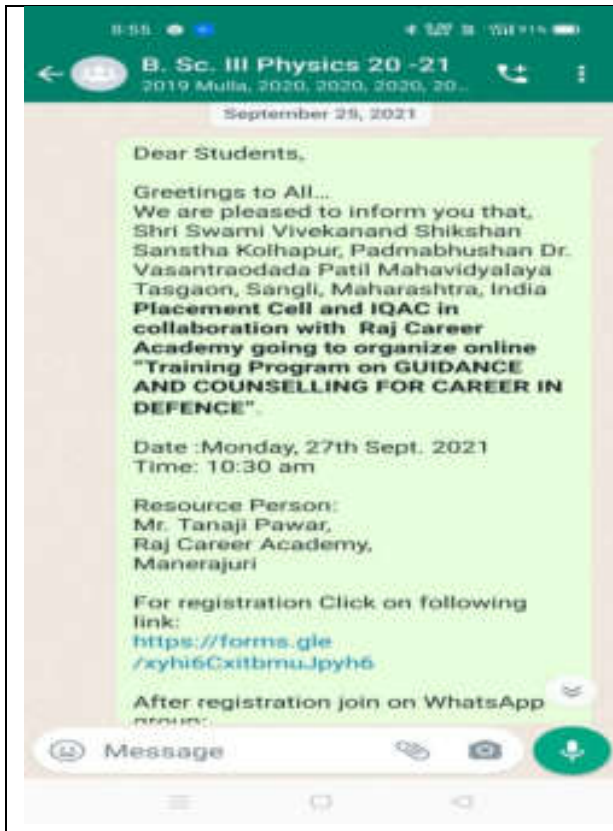 8:55
B. Sc. III Physics 20 -21
2019 Mulla, 2020, 2020, 2020, 20...
September 25, 2021
Dear Students,
Greetings to All...
We are pleased to inform you that,
Shri Swami Vivekanand Shikshan
Sanstha Kolhapur, Padmabhushan Dr.
Vasantraodada Patil Mahavidyalaya
Tasgaon, Sangli, Maharashtra, India
Placement Cell and IQAC in
collaboration with Raj Career
Academy going to organize online
"Training Program on GUIDANCE
AND COUNSELLING FOR CAREER IN
DEFENCE".
Date :Monday, 27th Sept. 2021
Time: 10:30 am
Resource Person:
Mr. Tanaji Pawar,
Raj Career Academy,
Manerajuri
For registration Click on following
link:
https://forms.gle
/xyhi6CxitbmuJpyh6
After registration join on WhatsApp
group:
Message